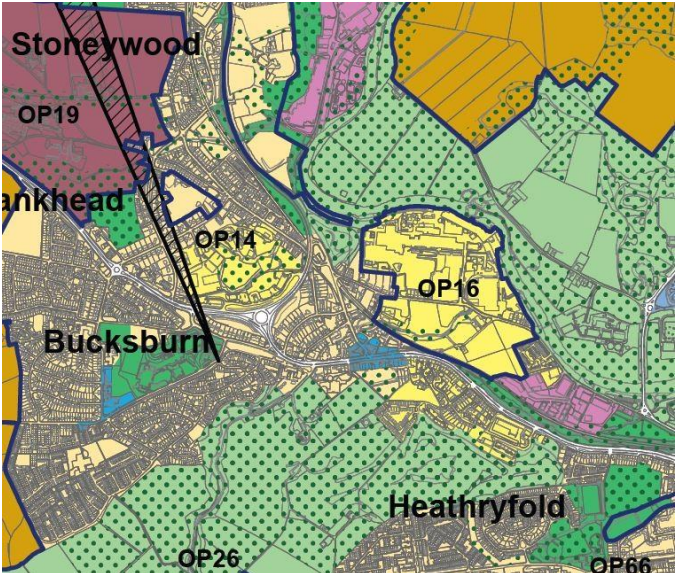 Stoneywood
OP19
ankhead
OP14
OP16
Bucksburn
Heathryfold
OP26
OP66